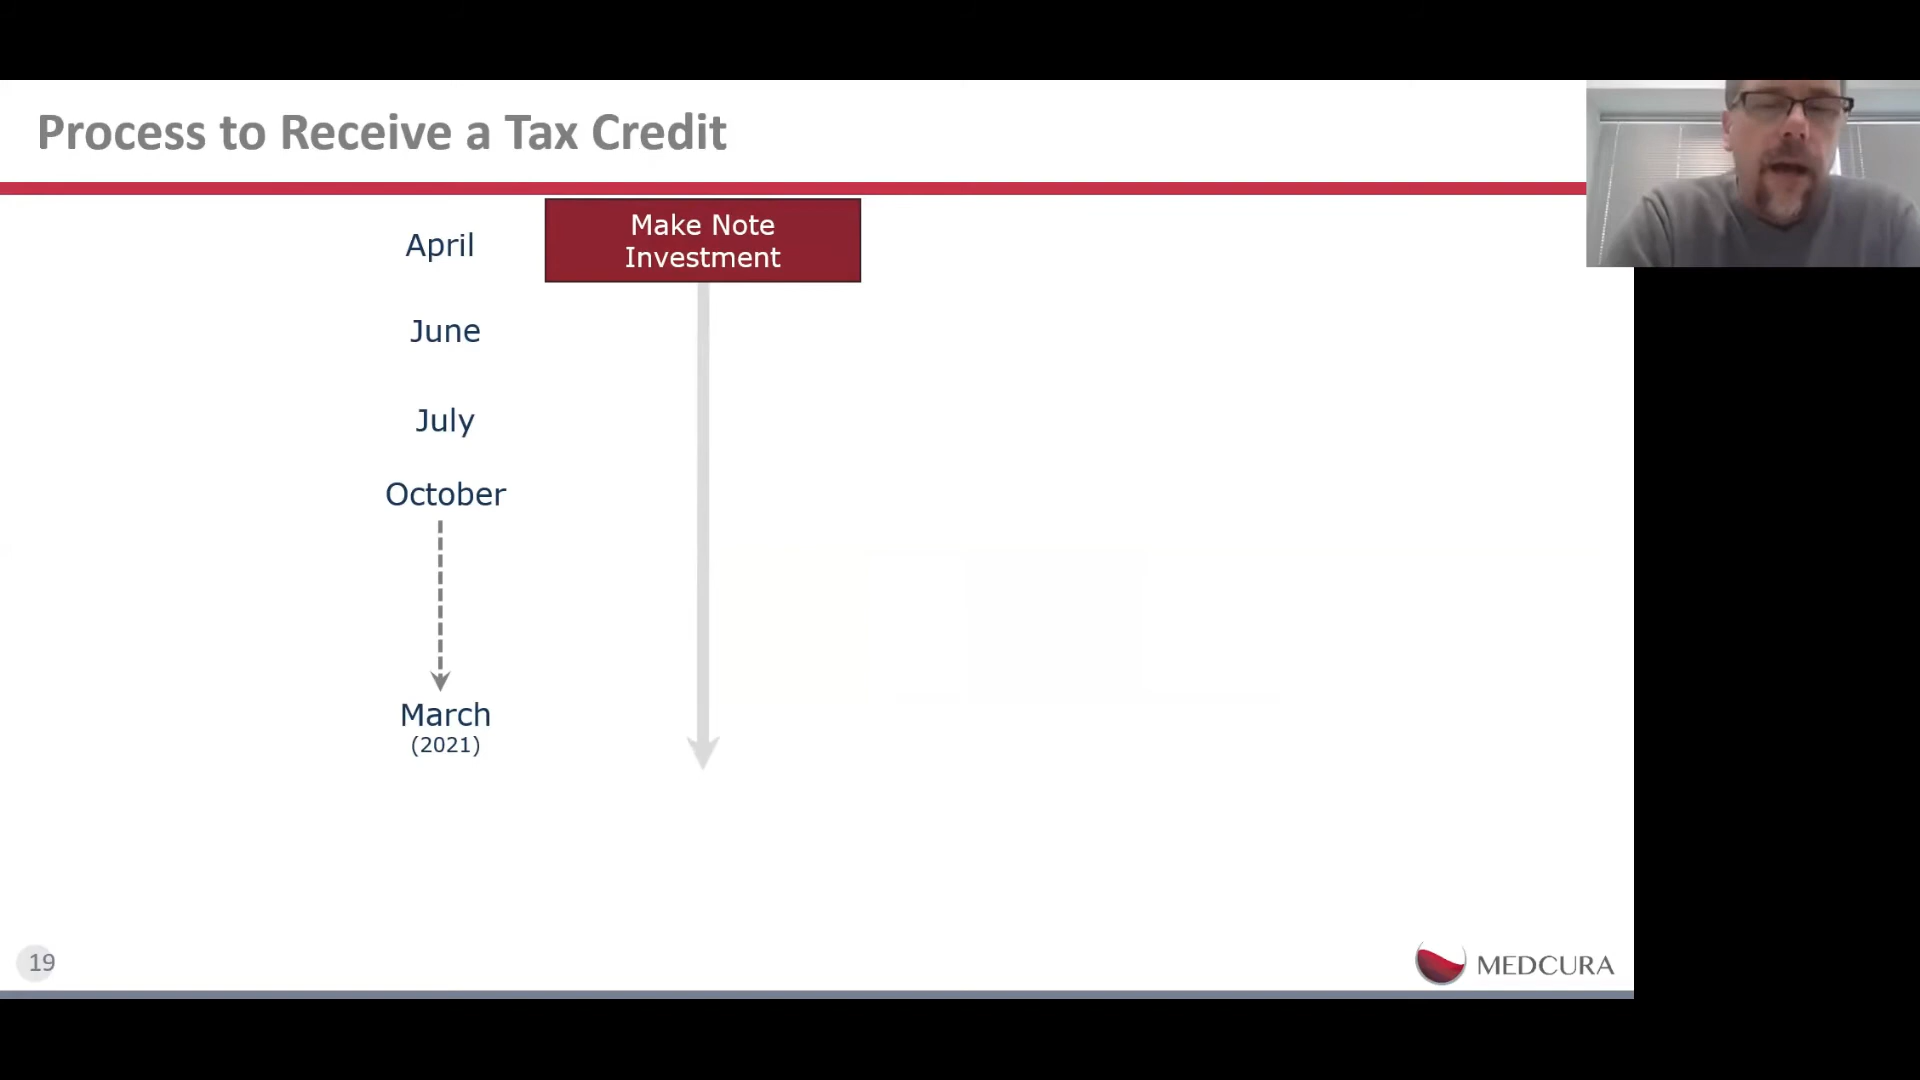 Process to Receive a Tax Credit
April
Make Note
Investment
June
July
October
March
(2021)
19
MEDCURA